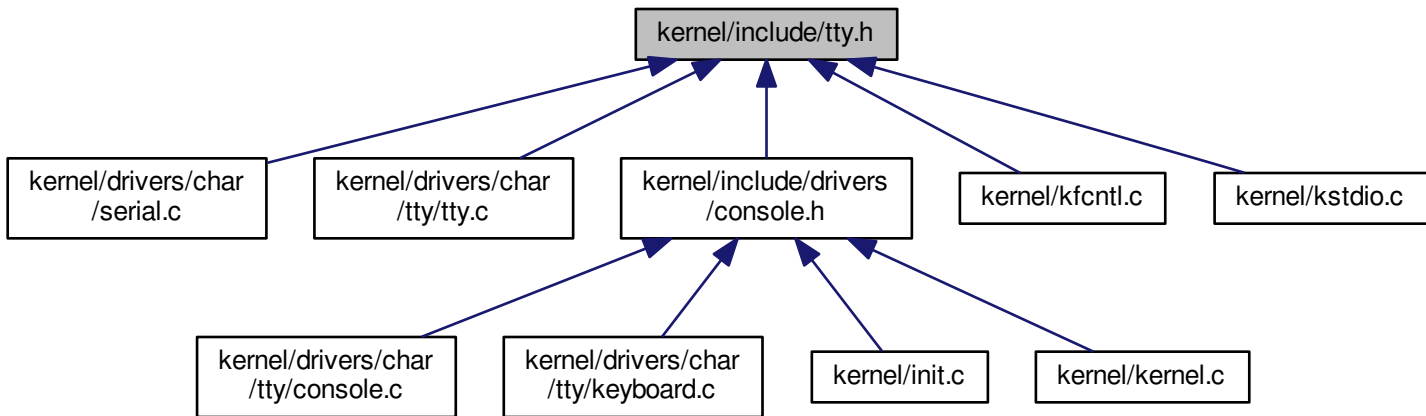 kernel/include/tty.h
kernel/drivers/char
/serial.c
kernel/drivers/char
/tty/tty.c
kernel/include/drivers
/console.h
kernel/kfcntl.c
kernel/kstdio.c
kernel/drivers/char
/tty/console.c
kernel/drivers/char
/tty/keyboard.c
kernel/init.c
kernel/kernel.c